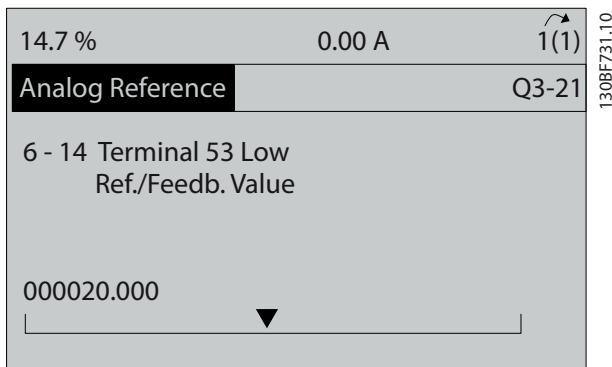 14.7 % 0.00 A 1(1)
Analog Reference Q3-21
6 - 14 Terminal 53 Low
Ref./Feedb. Value
000020.000
130BF731.10